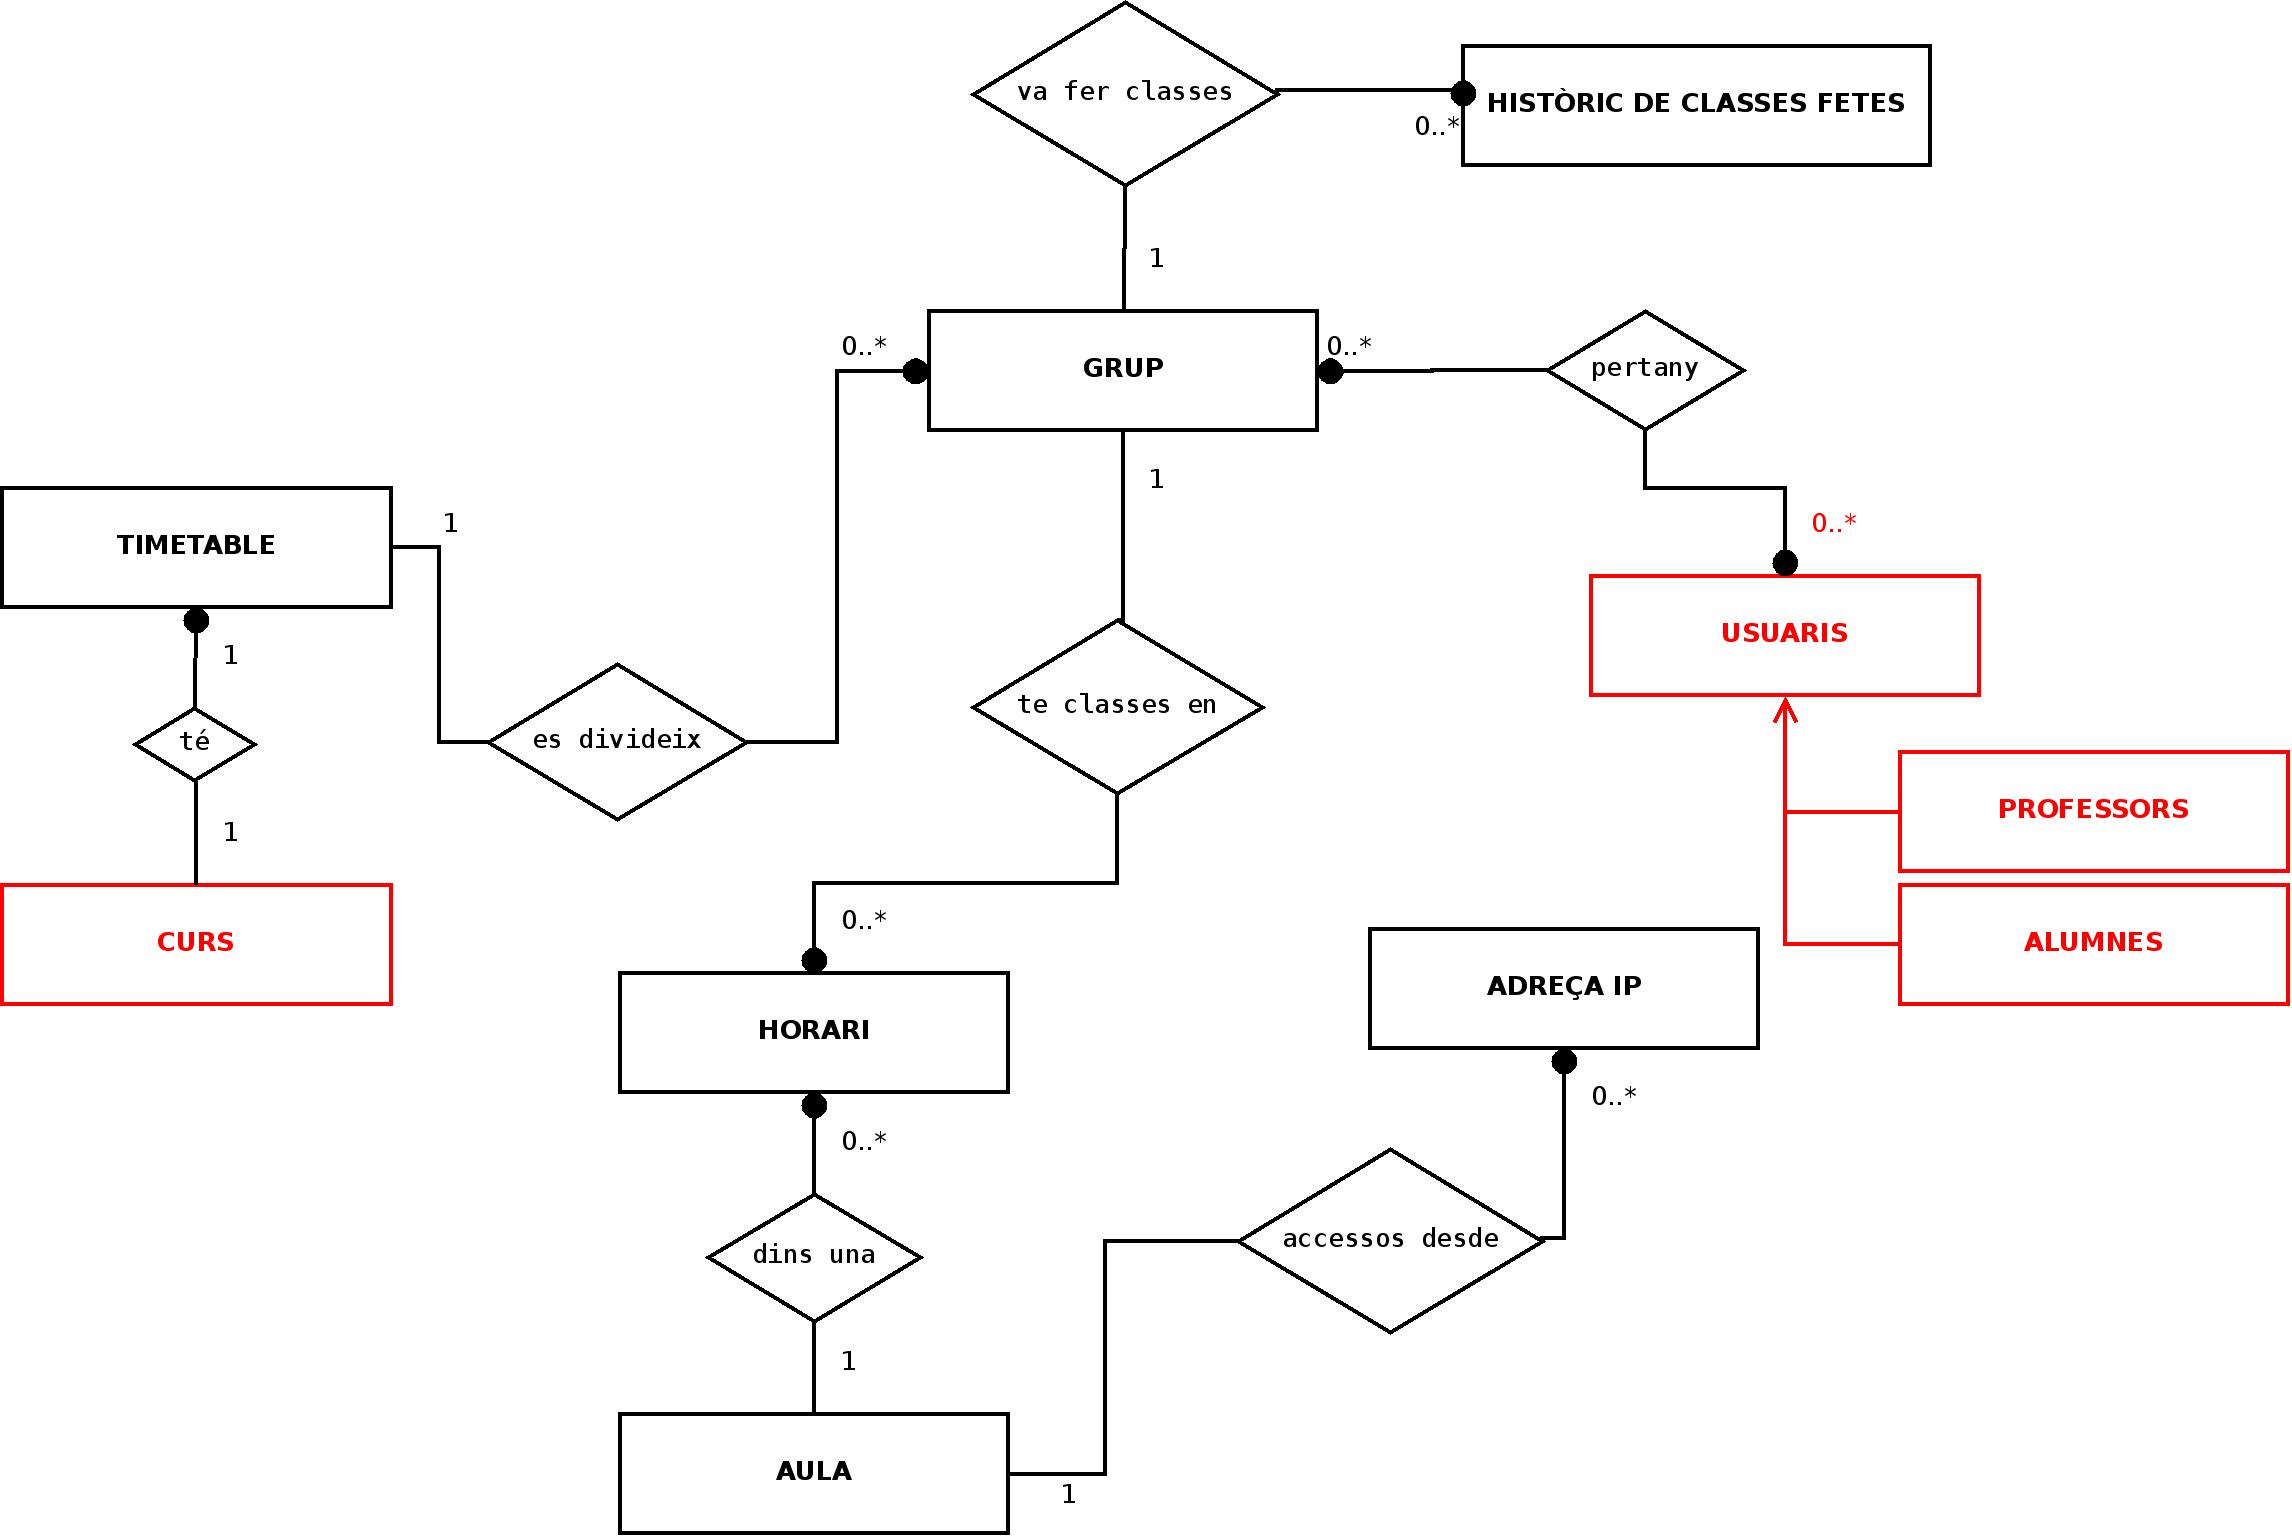 va fer classes
HISTÒRIC DE CLASSES FETES
0..*
1
0..*
GRUP
0..*
pertany
1
TIMETABLE
1
0..*
USUARIS
1
té
es divideix
te classes en
1
PROFESSORS
CURS
0..*
ALUMNES
HORARI
ADREÇA IP
0..*
0..*
dins una
accessos desde
1
AULA
1